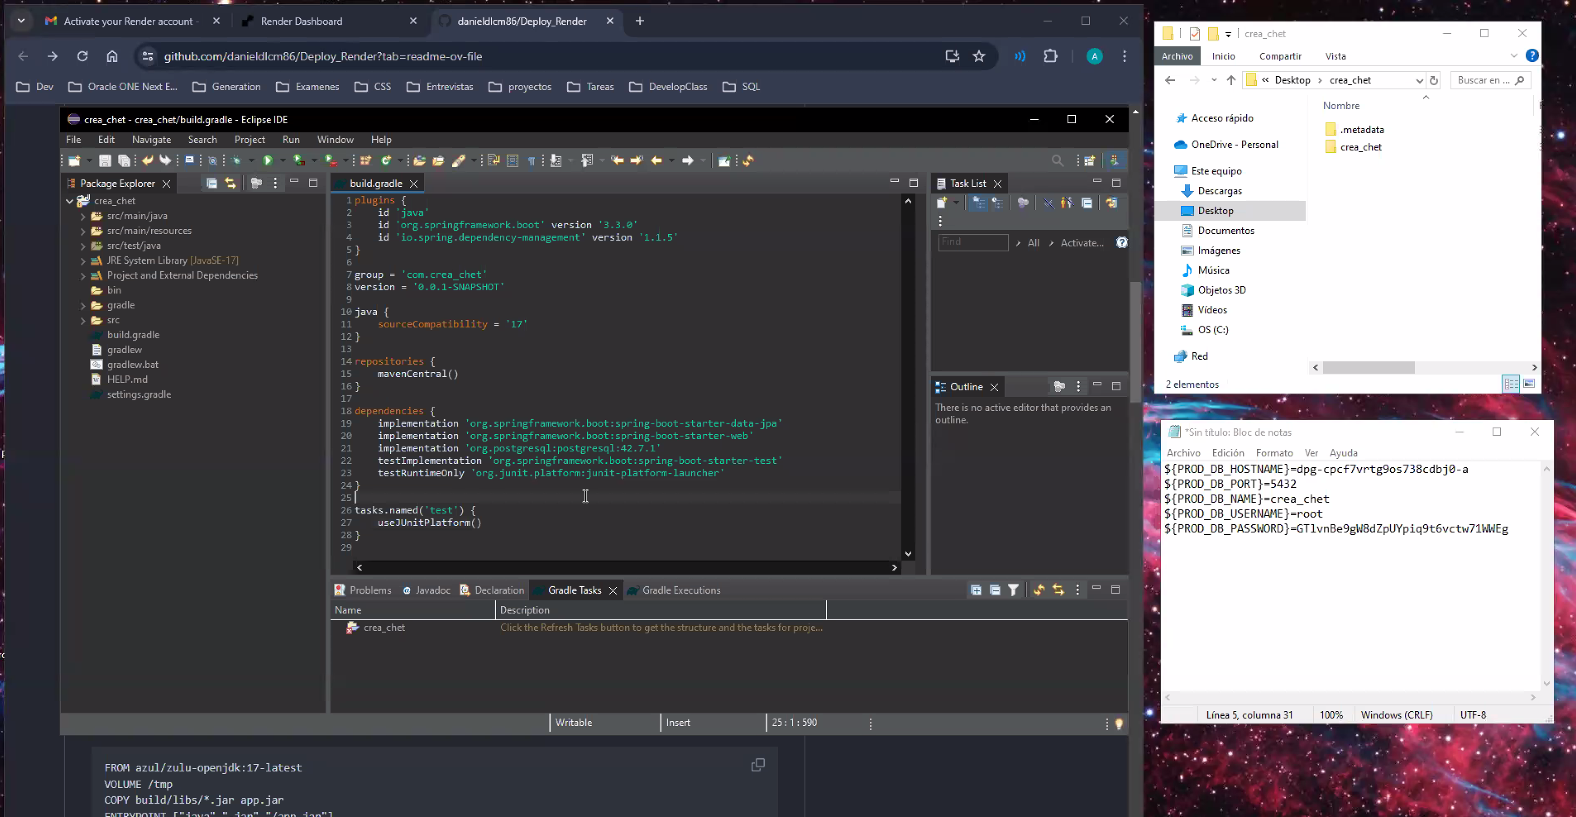 Activate your Render account -
Render Dashboard
danieldlcm86/Deploy_Render
github.com/danieldlcm86/Deploy_Render?tab=readme-ov-file
A
Dev
Oracle ONE Next E...
Generation
Examenes
CSS
Entrevistas
proyectos
Tareas
DevelopClass
SQL
crea_chet - crea_chet/build.gradle - Eclipse IDE
File Edit Navigate Search Project Run Window Help
Package Explorer
crea_chet
src/main/java
src/main/resources
src/test/java
JRE System Library [JavaSE-17]
Project and External Dependencies
bin
gradle
src
build.gradle
gradlew
gradlew.bat
HELP.md
settings.gradle
build.gradle
1 plugins {
2 id 'java'
3 id 'org.springframework.boot' version '3.3.0'
4 id 'io.spring.dependency-management' version '1.1.5'
5 }
6
7 group = 'com.crea_chet'
8 version = '0.0.1-SNAPSHOT'
9
10 java {
11 sourceCompatibility = '17'
12 }
13
14 repositories {
15 mavenCentral()
16 }
17
18 dependencies {
19 implementation 'org.springframework.boot:spring-boot-starter-data-jpa'
20 implementation 'org.springframework.boot:spring-boot-starter-web'
21 implementation 'org.postgresql:postgresql:42.7.1'
22 testImplementation 'org.springframework.boot:spring-boot-starter-test'
23 testRuntimeOnly 'org.junit.platform:junit-platform-launcher'
24 }
25
26 tasks.named('test') {
27 useJUnitPlatform()
28 }
29
Task List
Find
All
Activate...
Outline
There is no active editor that provides an
outline.
Problems
Javadoc
Declaration
Gradle Tasks
Gradle Executions
Name Description
crea_chet Click the Refresh Tasks button to get the structure and the tasks for proje...
Writable Insert 25 : 1 : 590
FROM azul/zulu-openjdk:17-latest
VOLUME /tmp
COPY build/libs/*.jar app.jar
ENTRYPOINT ["java","-jar","/app.jar"]
crea_chet
Archivo Inicio Compartir Vista
« Desktop › crea_chet
Buscar en ...
Nombre
Acceso rápido
OneDrive - Personal
Este equipo
Descargas
Desktop
Documentos
Imágenes
Música
Objetos 3D
Vídeos
OS (C:)
Red
.metadata
crea_chet
2 elementos
*Sin título: Bloc de notas
Archivo Edición Formato Ver Ayuda
${PROD_DB_HOSTNAME}=dpg-cpcf7vrtg9os738cdbj0-a
${PROD_DB_PORT}=5432
${PROD_DB_NAME}=crea_chet
${PROD_DB_USERNAME}=root
${PROD_DB_PASSWORD}=GTlvnBe9gW8dZpUYpiq9t6vctw71WWEg
Línea 5, columna 31 100% Windows (CRLF) UTF-8